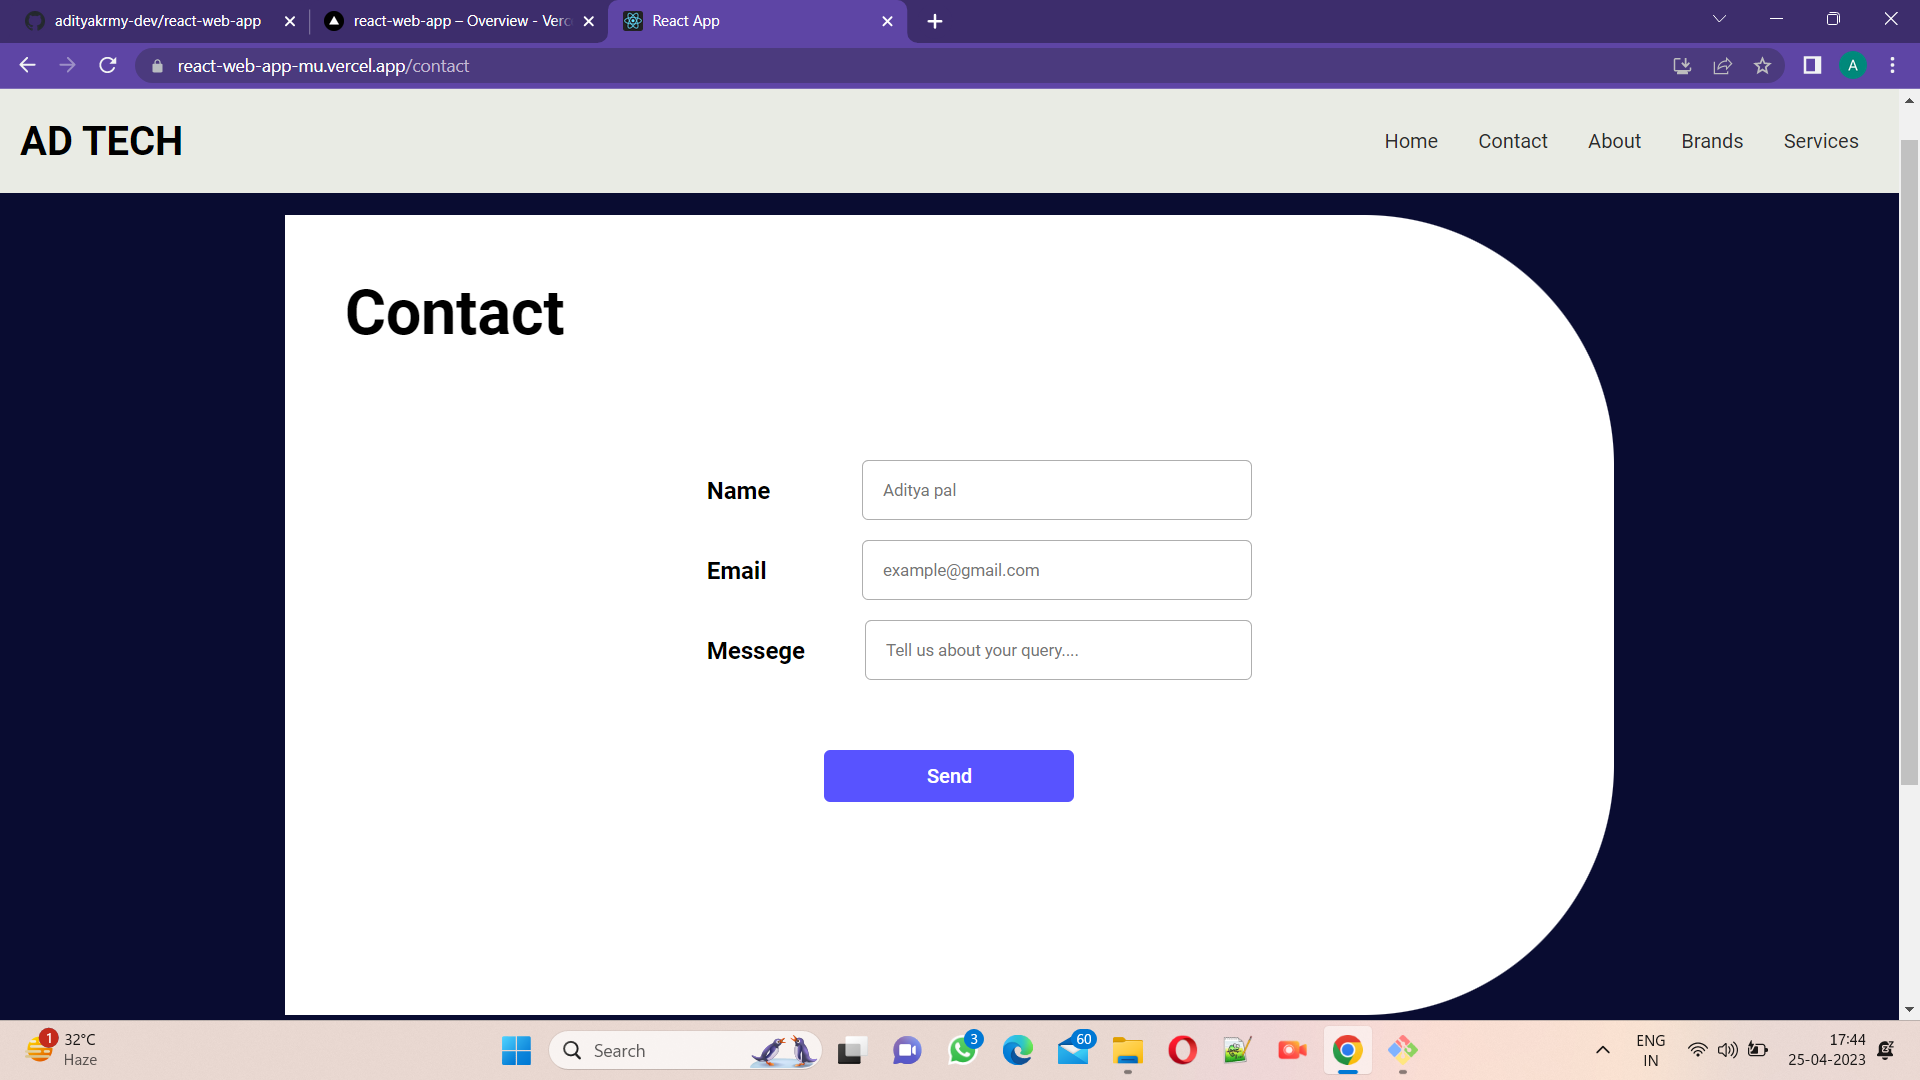 adityakrmy-dev/react-web-app
react-web-app – Overview - Verc
React App
react-web-app-mu.vercel.app/contact
A
AD TECH
Home
Contact
About
Brands
Services
Contact
Name
Aditya pal
Email
example@gmail.com
Messege
Tell us about your query....
Send
1
32°C
Haze
Search
3
60
ENG
IN
17:44
25-04-2023